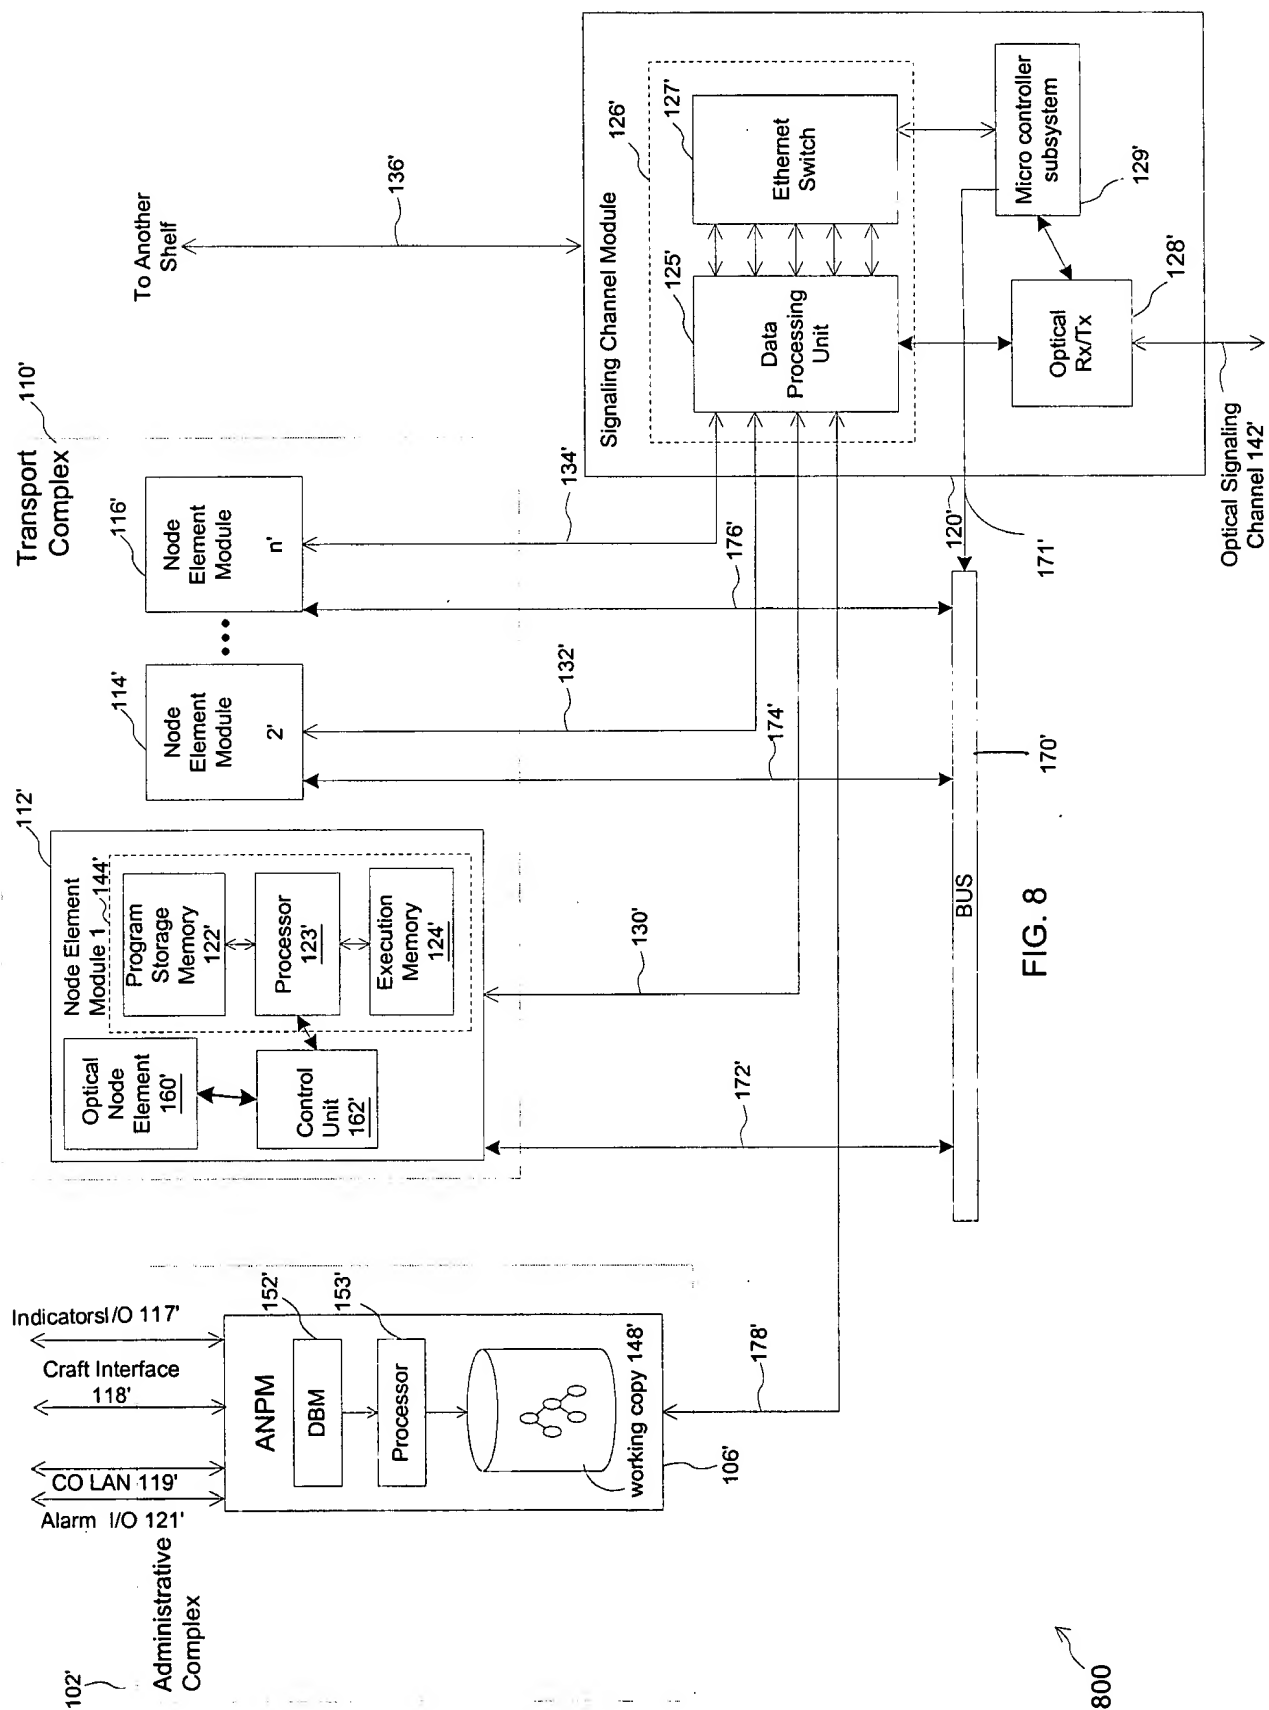 To Another
Shelf
136'
Transport
Complex
110'
116'
Node
Element
Module
n'
134'
176'
114'
Node
Element
Module
2'
132'
174'
112'
Node Element
Module 1
144'
Program
Storage
Memory
122'
Processor
123'
Execution
Memory
124'
Optical
Node
Element
160'
Control
Unit
162'
130'
172'
Signaling Channel Module
126'
127'
Ethernet
Switch
125'
Data
Processing
Unit
Micro controller
subsystem
129'
Optical
Rx/Tx
128'
120'
171'
Optical Signaling
Channel 142'
BUS
170'
IndicatorsI/O 117'
Craft Interface
118'
CO LAN 119'
Alarm I/O 121'
ANPM
152'
DBM
153'
Processor
working copy 148'
106'
178'
Administrative
Complex
102'
FIG. 8
800